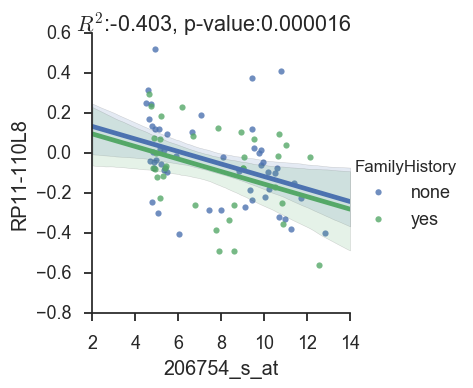 R²:-0.403, p-value:0.000016
0.6
0.4
0.2
0.0
−0.2
−0.4
−0.6
−0.8
RP11-110L8
2 4 6 8 10 12 14
206754_s_at
FamilyHistory
none
yes